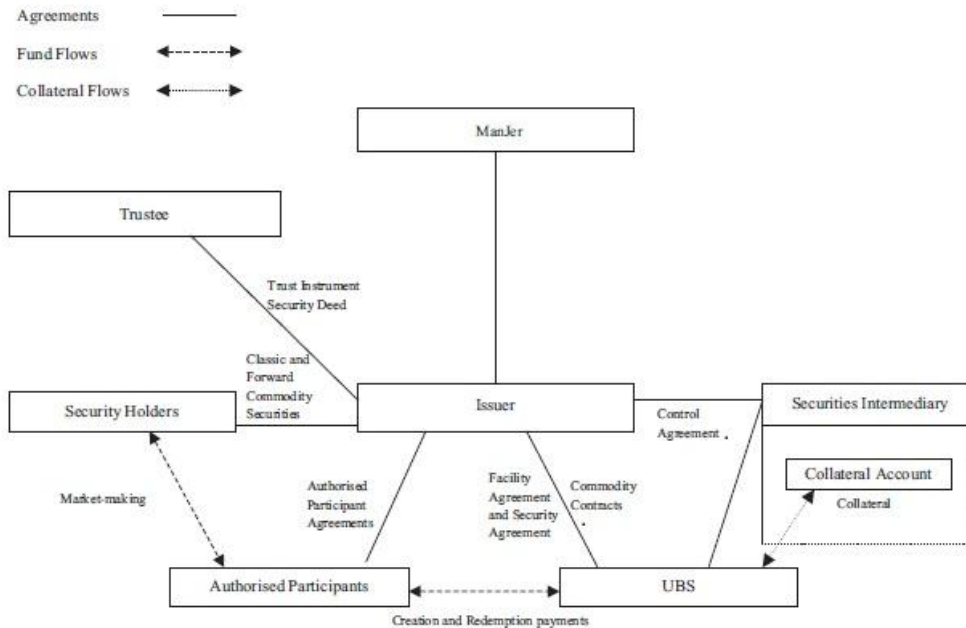 Agreements
Fund Flows
Collateral Flows
ManJer
Trustee
Trust Instrument
Security Deed
Classic and
Forward
Commodity
Securities
Security Holders
Issuer
Control
Agreement
Securities Intermediary
Collateral Account
Collateral
Market-making
Authorised
Participant
Agreements
Facility
Agreement
and Security
Agreement
Commodity
Contracts
Authorised Participants
UBS
Creation and Redemption payments